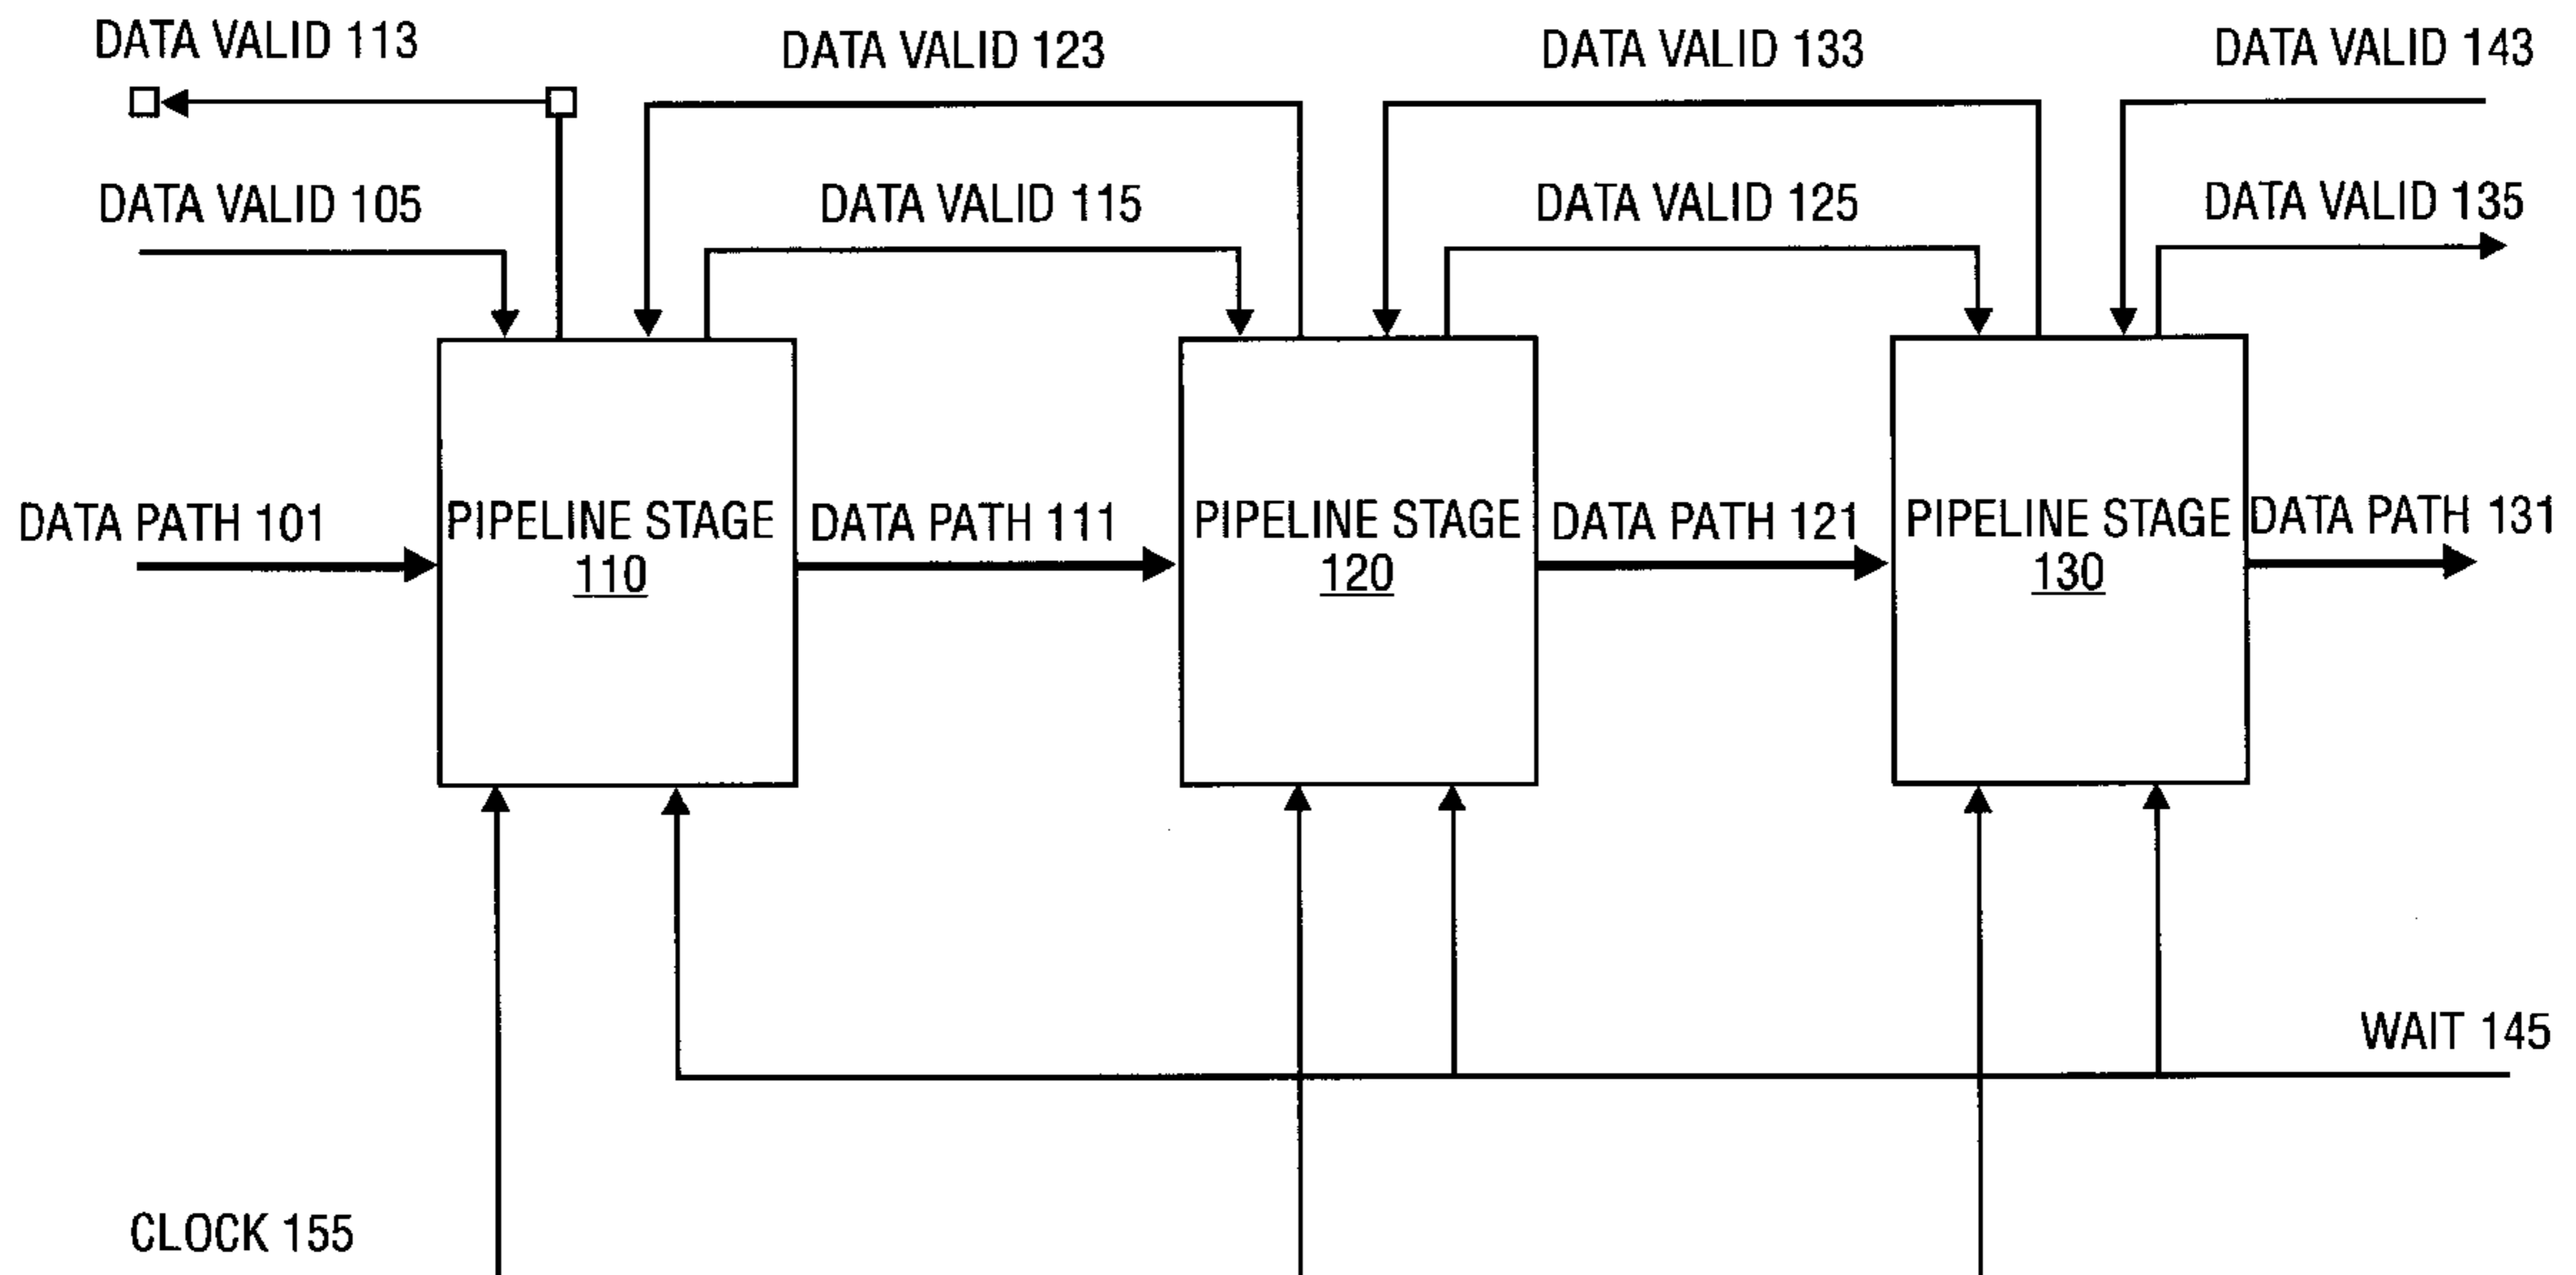 DATA VALID 113
DATA VALID 123
DATA VALID 133
DATA VALID 143
DATA VALID 105
DATA VALID 115
DATA VALID 125
DATA VALID 135
DATA PATH 101
PIPELINE STAGE
110
DATA PATH 111
PIPELINE STAGE
120
DATA PATH 121
PIPELINE STAGE
130
DATA PATH 131
WAIT 145
CLOCK 155